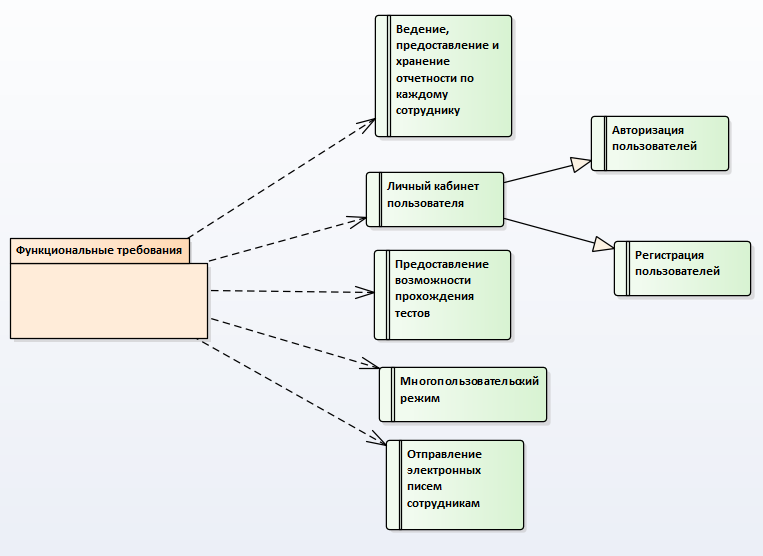 Функциональные требования
Ведение,
предоставление и
хранение
отчетности по
каждому
сотруднику
Личный кабинет
пользователя
Авторизация
пользователей
Регистрация
пользователей
Предоставление
возможности
прохождения
тестов
Многопользовательский
режим
Отправление
электронных
писем
сотрудникам